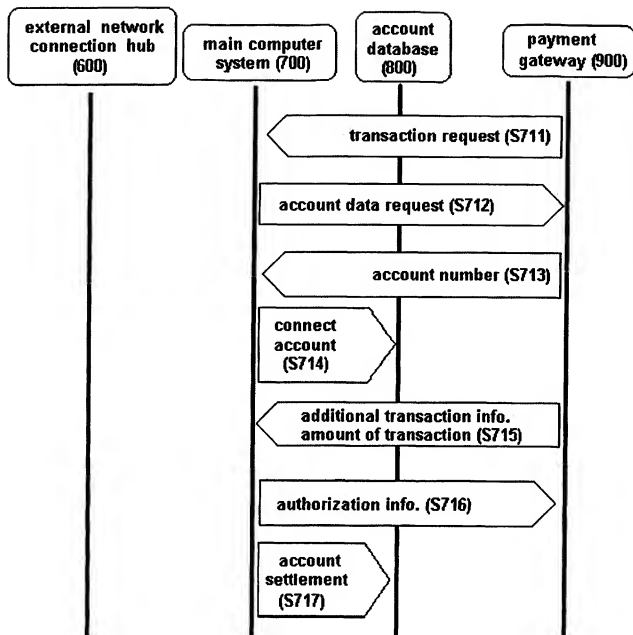 external network
connection hub
(600)
main computer
system (700)
account
database
(800)
payment
gateway (900)
transaction request (S711)
account data request (S712)
account number (S713)
connect
account
(S714)
additional transaction info.
amount of transaction (S715)
authorization info. (S716)
account
settlement
(S717)